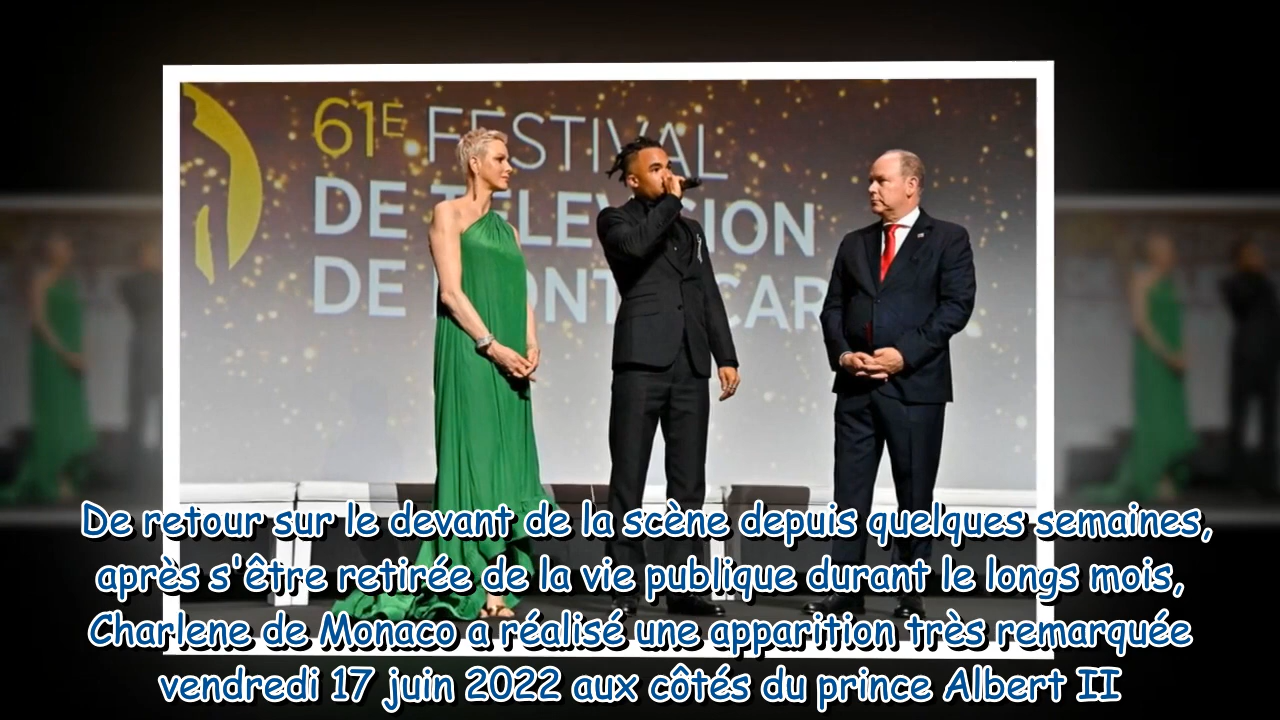 61E FESTIVAL
DE TÉLÉVISION
DE MONTE CAR
De retour sur le devant de la scène depuis quelques semaines,
après s'être retirée de la vie publique durant le longs mois,
Charlene de Monaco a réalisé une apparition très remarquée
vendredi 17 juin 2022 aux côtés du prince Albert II